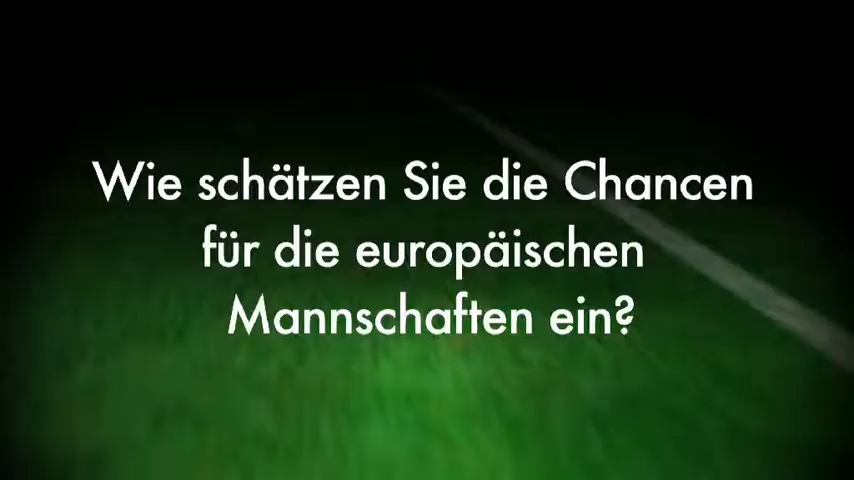 Wie schätzen Sie die Chancen
für die europäischen
Mannschaften ein?